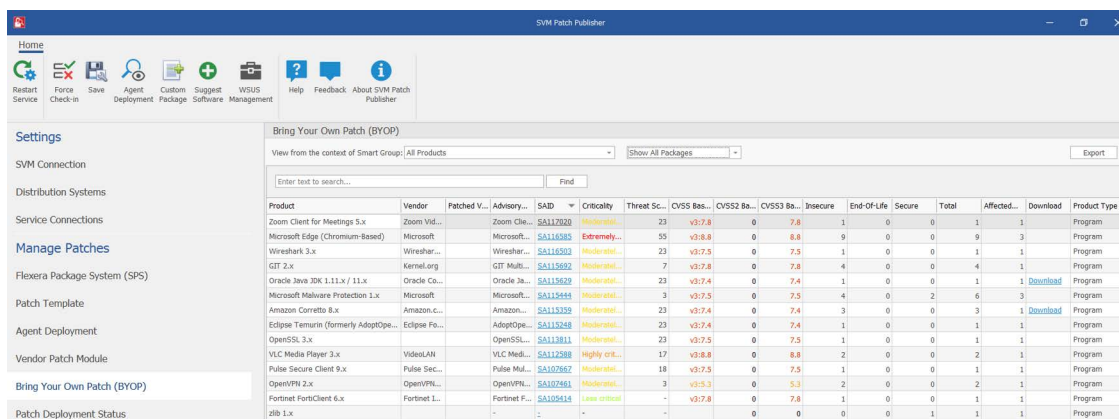 SVM Patch Publisher
Home
Restart Service
Force Check-in
Save
Agent Deployment
Custom Package
Suggest Software
WSUS Management
Help
Feedback
About SVM Patch Publisher
Settings
SVM Connection
Distribution Systems
Service Connections
Manage Patches
Flexera Package System (SPS)
Patch Template
Agent Deployment
Vendor Patch Module
Bring Your Own Patch (BYOP)
Patch Deployment Status
Bring Your Own Patch (BYOP)
View from the context of Smart Group: All Products Show All Packages Export
Enter text to search... Find
Product Vendor Patched V... Advisory... SAID Criticality Threat Sc... CVSS Bas... CVSS2 Ba... CVSS3 Ba... Insecure End-Of-Life Secure Total Affected... Download Product Type
Zoom Client for Meetings 5.x Zoom Vid... Zoom Clie... SA117020 Moderatel... 23 v3:7.8 0 7.8 1 0 0 1 1 Program
Microsoft Edge (Chromium-Based) Microsoft Microsoft... SA116585 Extremely... 55 v3:8.8 0 8.8 9 0 0 9 3 Program
Wireshark 3.x Wireshar... Wireshar... SA116503 Moderatel... 23 v3:7.5 0 7.5 1 0 0 1 1 Program
GIT 2.x Kernel.org GIT Multi... SA115692 Moderatel... 7 v3:7.8 0 7.8 4 0 0 4 1 Program
Oracle Java JDK 1.11.x / 11.x Oracle Co... Oracle Ja... SA115629 Moderatel... 23 v3:7.4 0 7.4 1 0 0 1 1 Download Program
Microsoft Malware Protection 1.x Microsoft Microsoft... SA115444 Moderatel... 3 v3:7.5 0 7.5 4 0 2 6 3 Program
Amazon Corretto 8.x Amazon.c... Amazon... SA115359 Moderatel... 23 v3:7.4 0 7.4 3 0 0 3 1 Download Program
Eclipse Temurin (formerly AdoptOpe... Eclipse Fo... AdoptOpe... SA115248 Moderatel... 23 v3:7.4 0 7.4 1 0 0 1 1 Program
OpenSSL 3.x OpenSSL... SA113811 Moderatel... 23 v3:7.5 0 7.5 1 0 0 1 1 Program
VLC Media Player 3.x VideoLAN VLC Medi... SA112588 Highly crit... 17 v3:8.8 0 8.8 2 0 0 2 1 Program
Pulse Secure Client 9.x Pulse Sec... Pulse Mul... SA107667 Moderatel... 18 v3:7.5 0 7.5 1 0 0 1 1 Program
OpenVPN 2.x OpenVPN... OpenVPN... SA107461 Moderatel... 3 v3:5.3 0 5.3 2 0 0 2 1 Program
Fortinet FortiClient 6.x Fortinet I... Fortinet F... SA105414 Less critical - v3:7.8 0 7.8 1 0 0 1 1 Program
zlib 1.x - - - - 0 0 0 0 1 1 Program